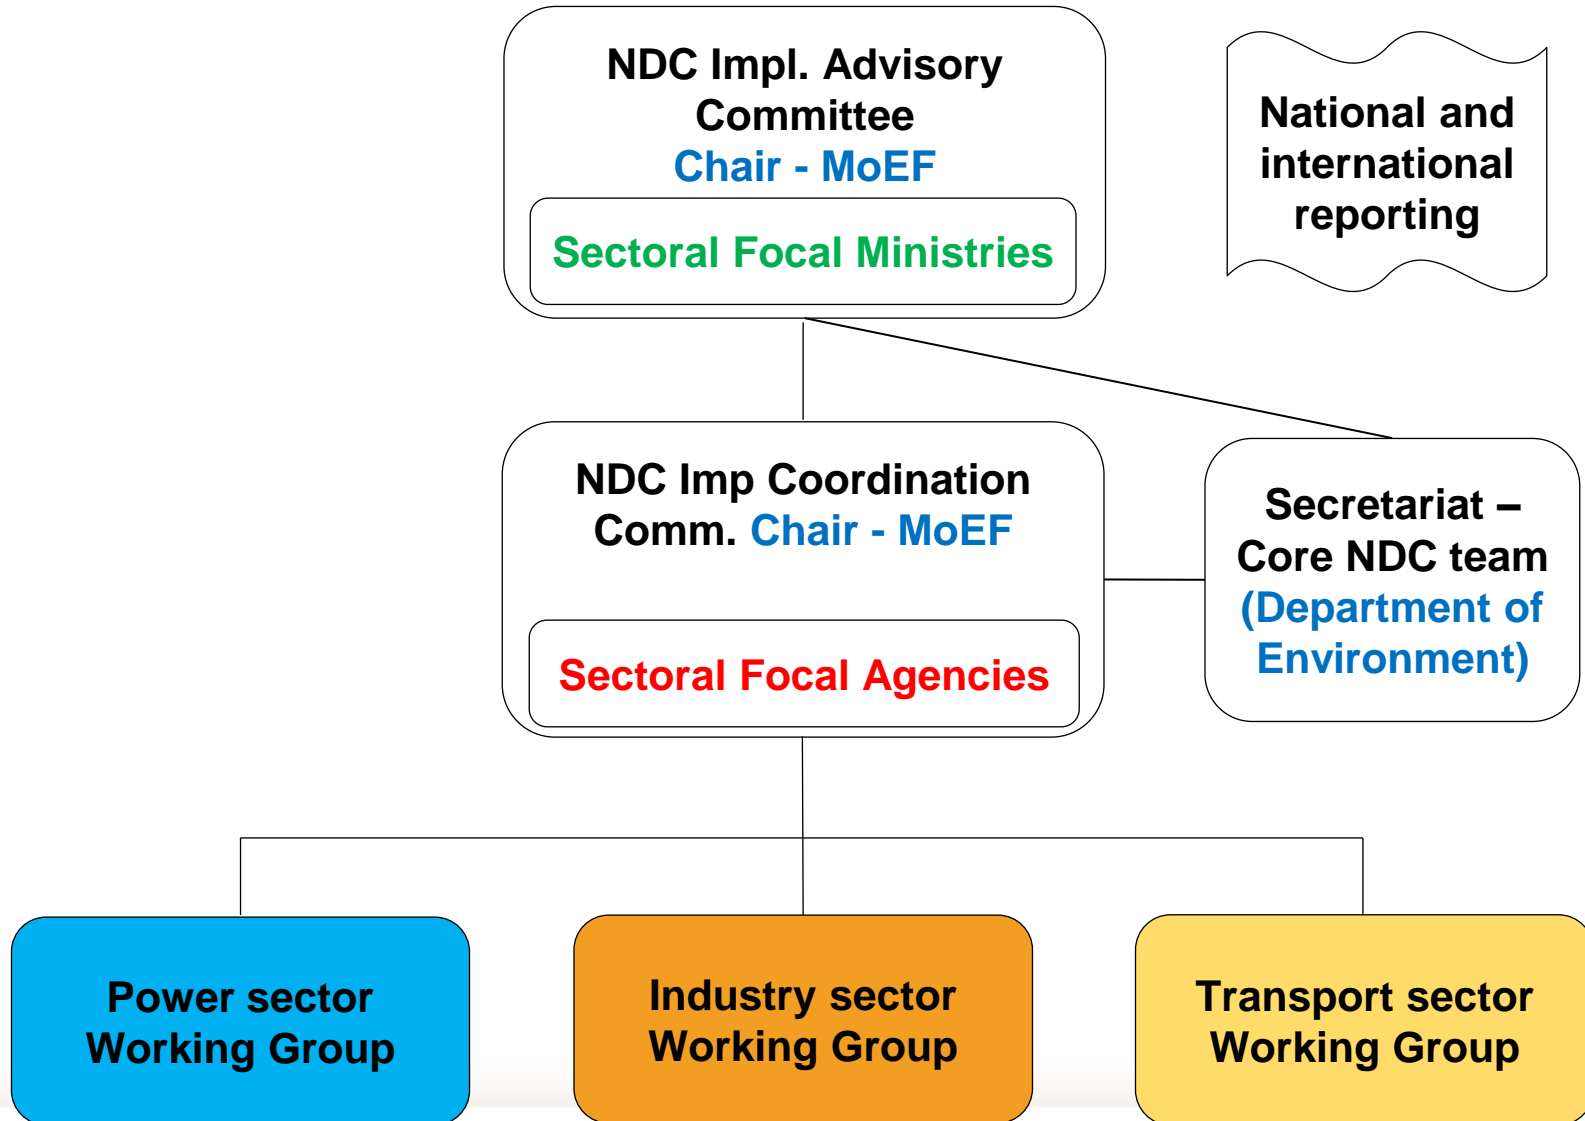 NDC Impl. Advisory
Committee
Chair - MoEF
Sectoral Focal Ministries
National and
international
reporting
NDC Imp Coordination
Comm. Chair - MoEF
Sectoral Focal Agencies
Secretariat –
Core NDC team
(Department of
Environment)
Power sector
Working Group
Industry sector
Working Group
Transport sector
Working Group